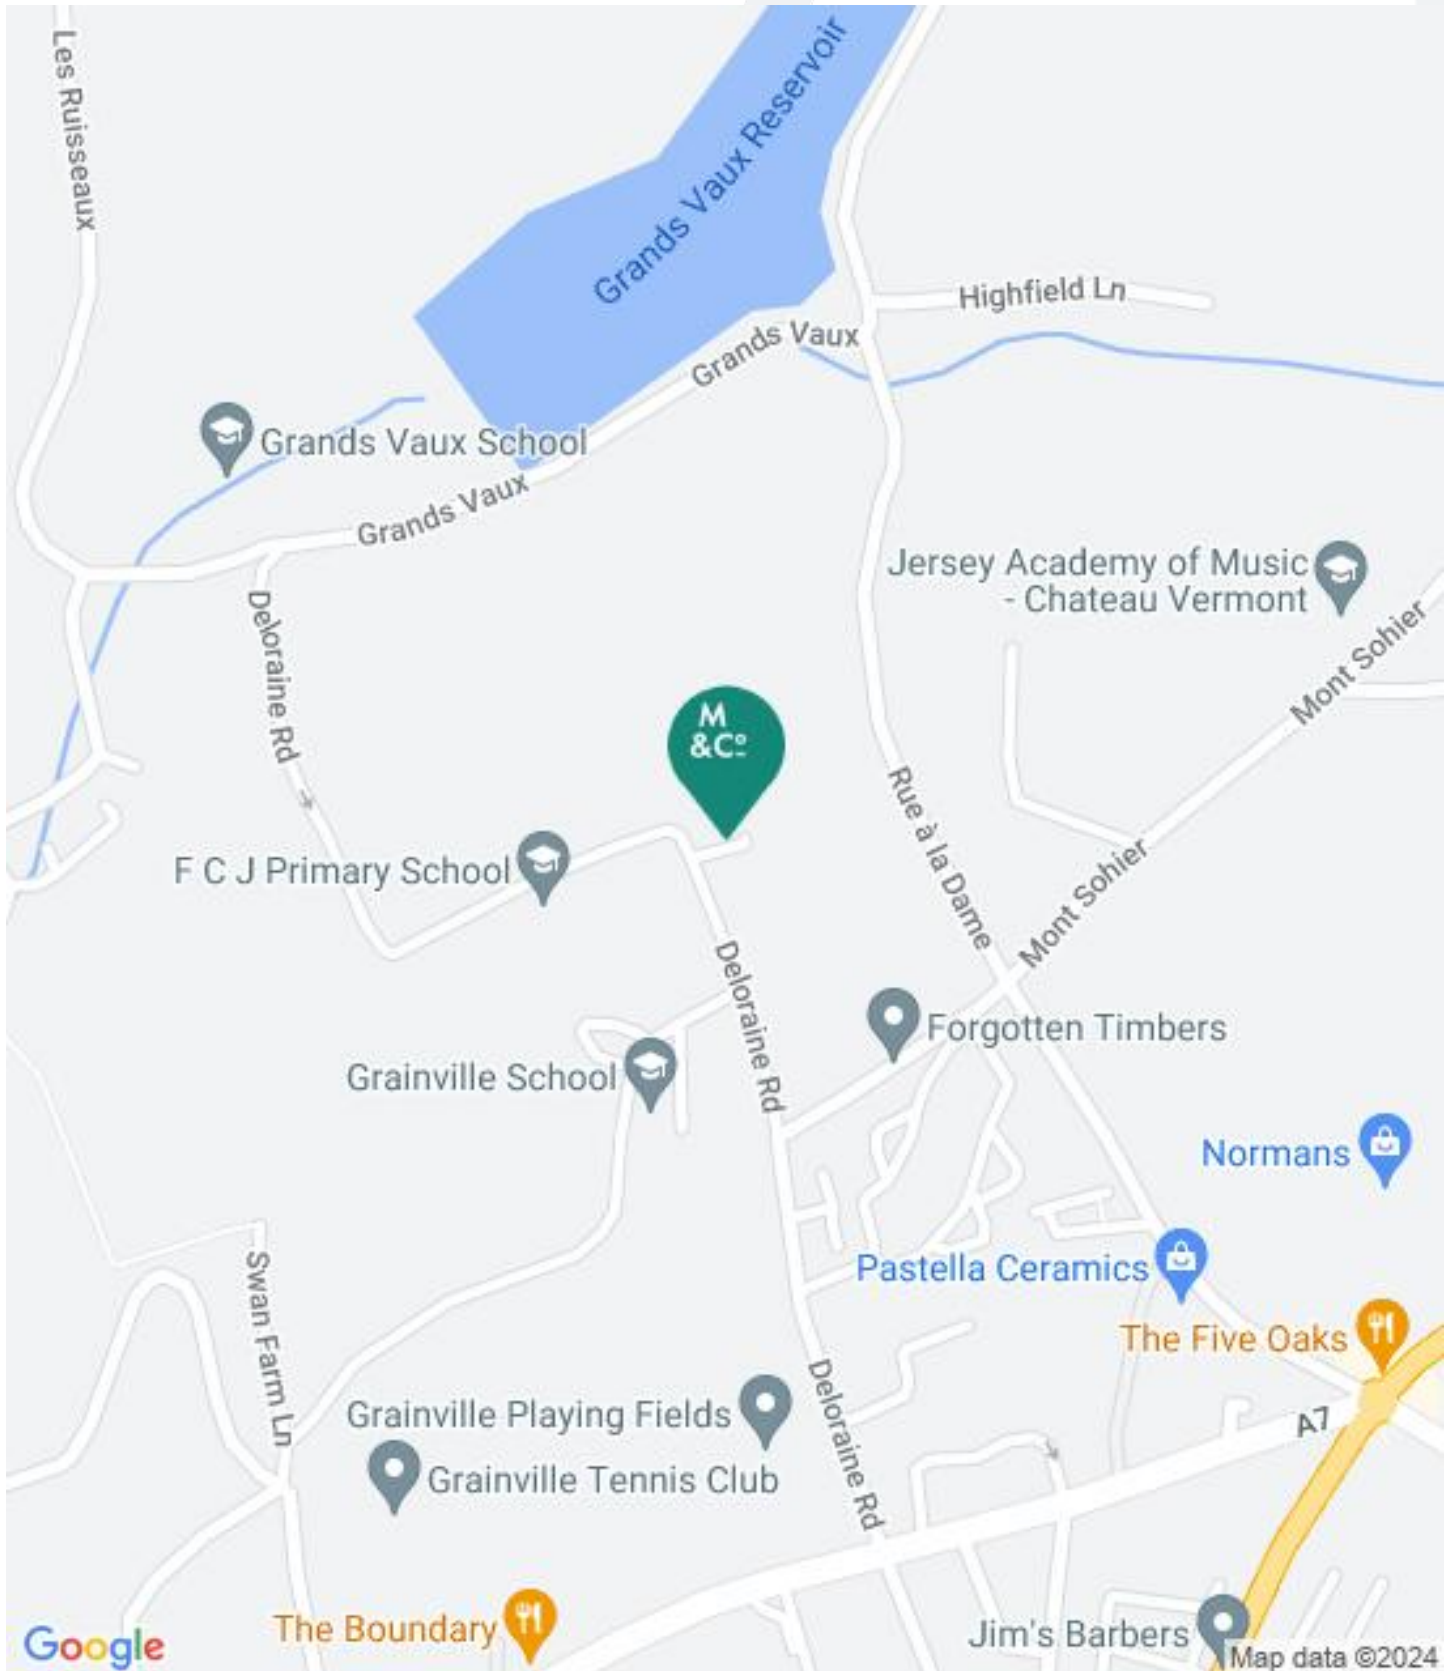 Les Ruisseaux
Grands Vaux Reservoir
Highfield Ln
Grands Vaux
Grands Vaux School
Grands Vaux
Jersey Academy of Music
- Chateau Vermont
Deloraine Rd
Mont Sohier
M
&Cº
Rue à la Dame
Mont Sohier
F C J Primary School
Deloraine Rd
Forgotten Timbers
Grainville School
Normans
Pastella Ceramics
Swan Farm Ln
The Five Oaks
Deloraine Rd
Grainville Playing Fields
A7
Grainville Tennis Club
The Boundary
Jim's Barbers
Google
Map data ©2024